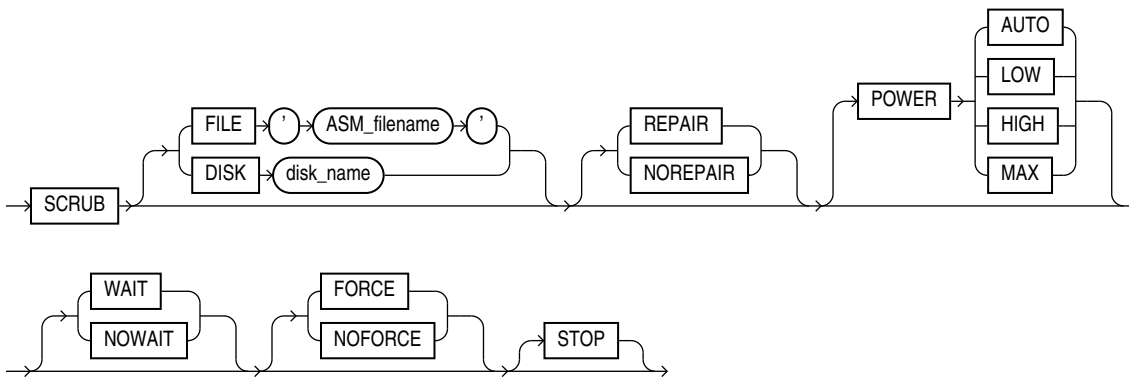 AUTO
LOW
POWER
HIGH
MAX
FILE ' ASM_filename '
DISK disk_name
REPAIR
NOREPAIR
SCRUB
WAIT
NOWAIT
FORCE
NOFORCE
STOP